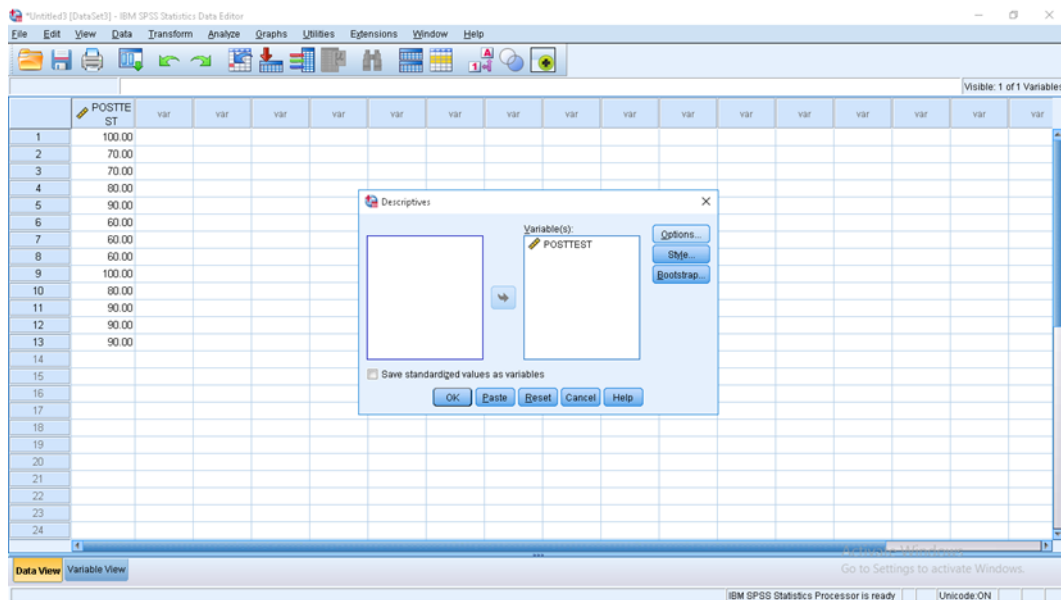 *Untitled3 [DataSet3] - IBM SPSS Statistics Data Editor
File Edit View Data Transform Analyze Graphs Utilities Extensions Window Help
Visible: 1 of 1 Variables
POSTTE
ST var var var var var var var var var var var var var var var var
1 100.00
2 70.00
3 70.00
4 80.00
5 90.00
6 60.00
7 60.00
8 60.00
9 100.00
10 80.00
11 90.00
12 90.00
13 90.00
14
15
16
17
18
19
20
21
22
23
24
Descriptives
Variable(s):
POSTTEST
Options...
Style...
Bootstrap...
Save standardized values as variables
OK Paste Reset Cancel Help
Activate Windows
Go to Settings to activate Windows.
Data View Variable View
IBM SPSS Statistics Processor is ready Unicode:ON